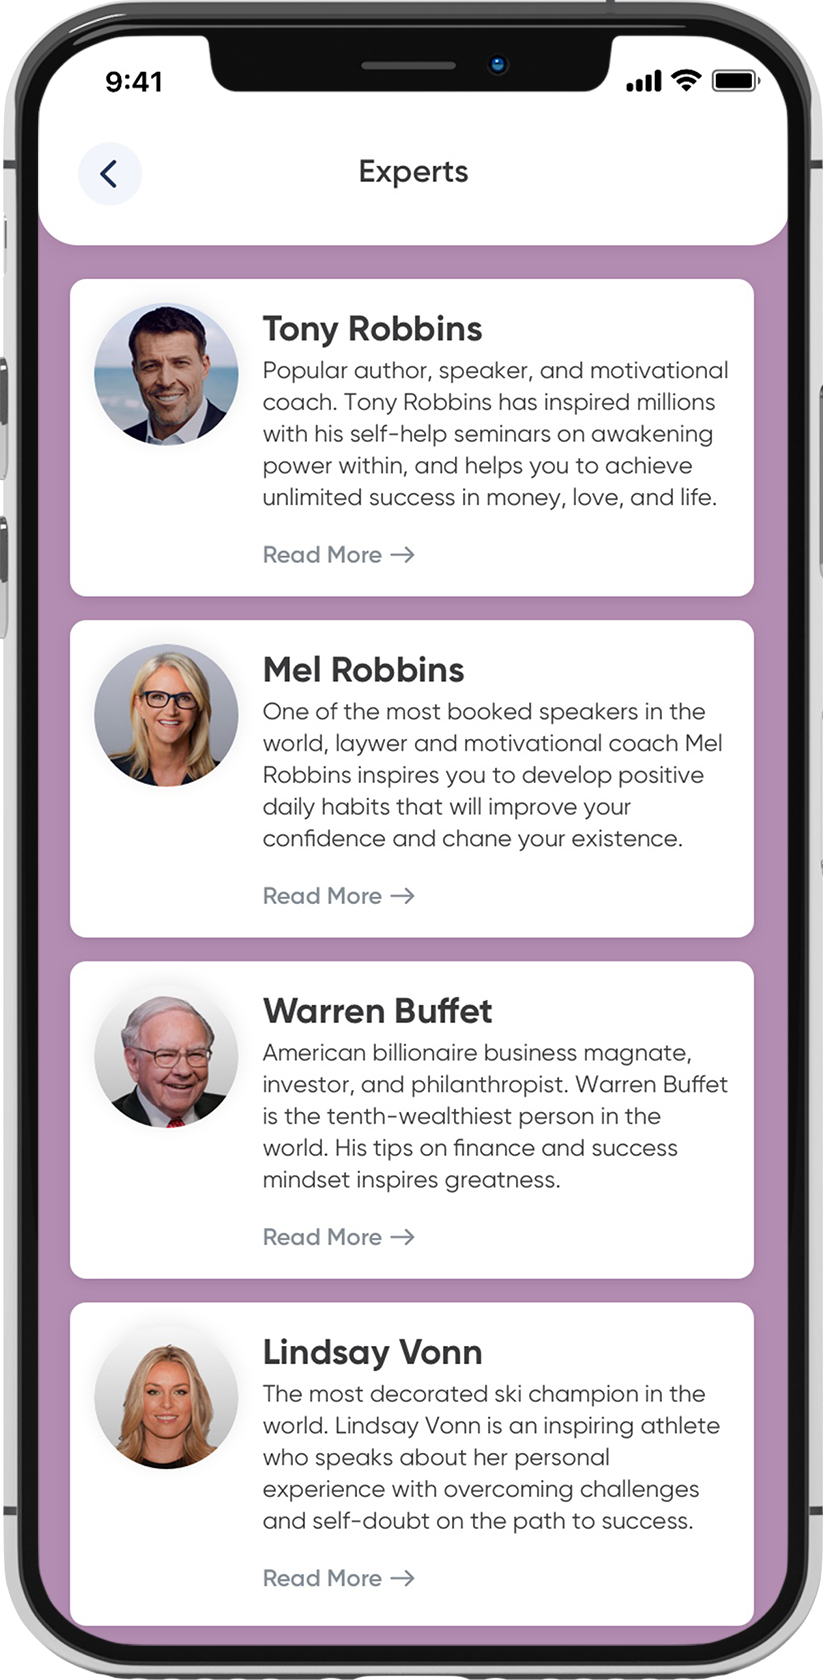 9:41
Experts
Tony Robbins
Popular author, speaker, and motivational
coach. Tony Robbins has inspired millions
with his self-help seminars on awakening
power within, and helps you to achieve
unlimited success in money, love, and life.
Read More →
Mel Robbins
One of the most booked speakers in the
world, laywer and motivational coach Mel
Robbins inspires you to develop positive
daily habits that will improve your
confidence and chane your existence.
Read More →
Warren Buffet
American billionaire business magnate,
investor, and philanthropist. Warren Buffet
is the tenth-wealthiest person in the
world. His tips on finance and success
mindset inspires greatness.
Read More →
Lindsay Vonn
The most decorated ski champion in the
world. Lindsay Vonn is an inspiring athlete
who speaks about her personal
experience with overcoming challenges
and self-doubt on the path to success.
Read More →